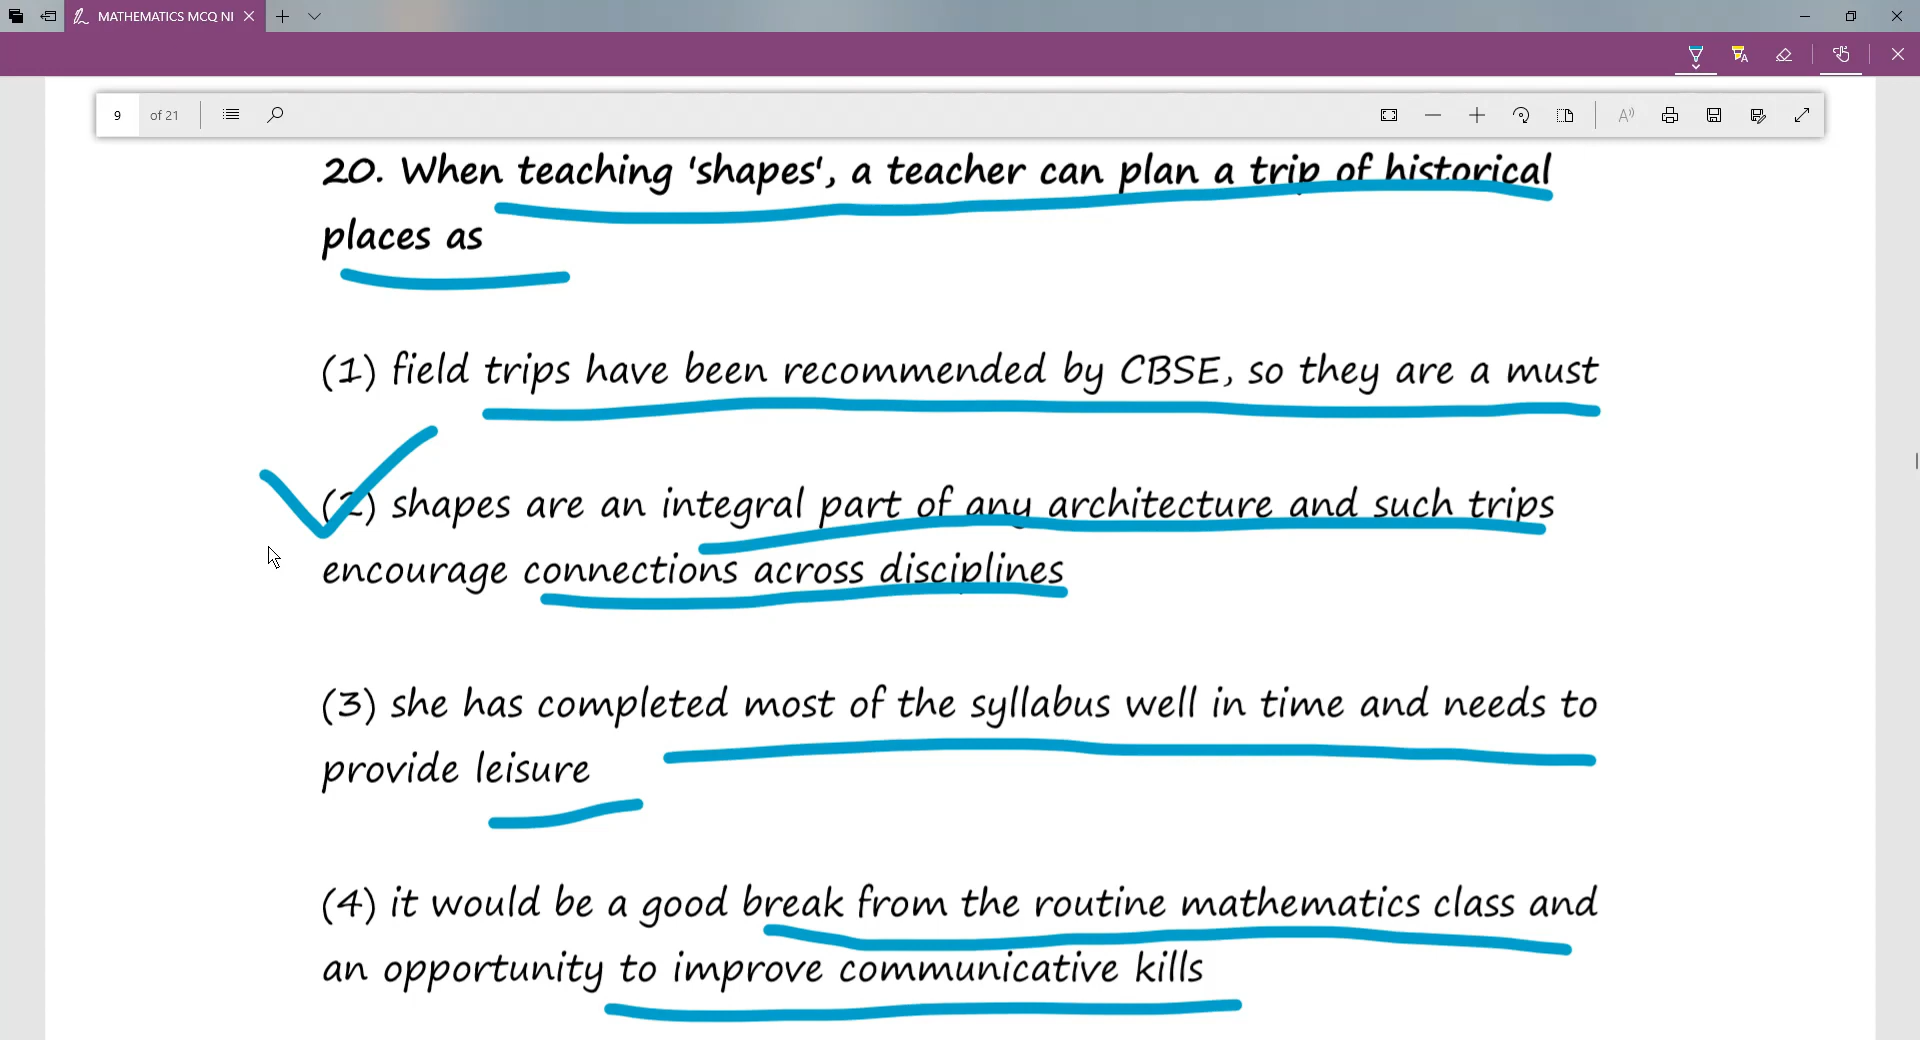 MATHEMATICS MCQ NI
9 of 21
20. When teaching 'shapes', a teacher can plan a trip of historical
places as
(1) field trips have been recommended by CBSE, so they are a must
(2) shapes are an integral part of any architecture and such trips
encourage connections across disciplines
(3) she has completed most of the syllabus well in time and needs to
provide leisure
(4) it would be a good break from the routine mathematics class and
an opportunity to improve communicative kills